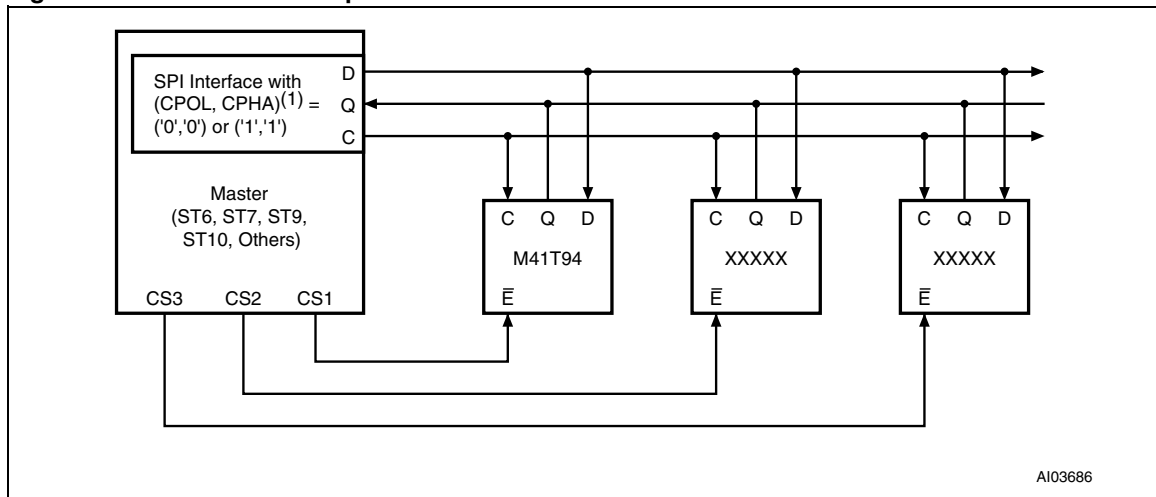 SPI Interface with
(CPOL, CPHA)(1) =
('0','0') or ('1','1')
D
Q
C
Master
(ST6, ST7, ST9,
ST10, Others)
CS3 CS2 CS1
C Q D
M41T94
E̅
C Q D
XXXXX
E̅
C Q D
XXXXX
E̅
AI03686